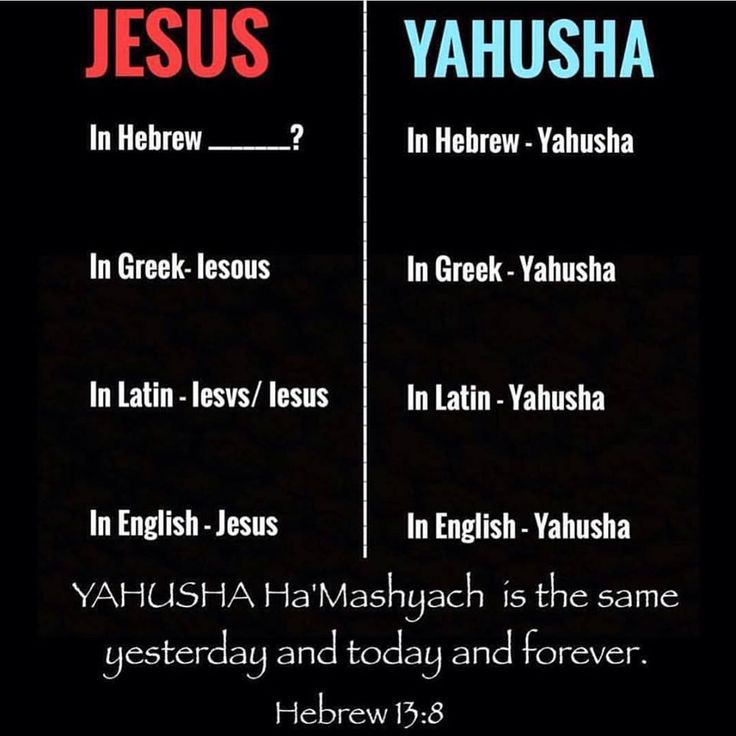 JESUS
In Hebrew ______?
In Greek- Iesous
In Latin - Iesvs/ Iesus
In English - Jesus
YAHUSHA
In Hebrew - Yahusha
In Greek - Yahusha
In Latin - Yahusha
In English - Yahusha
YAHUSHA Ha'Mashyach is the same
yesterday and today and forever.
Hebrew 13:8